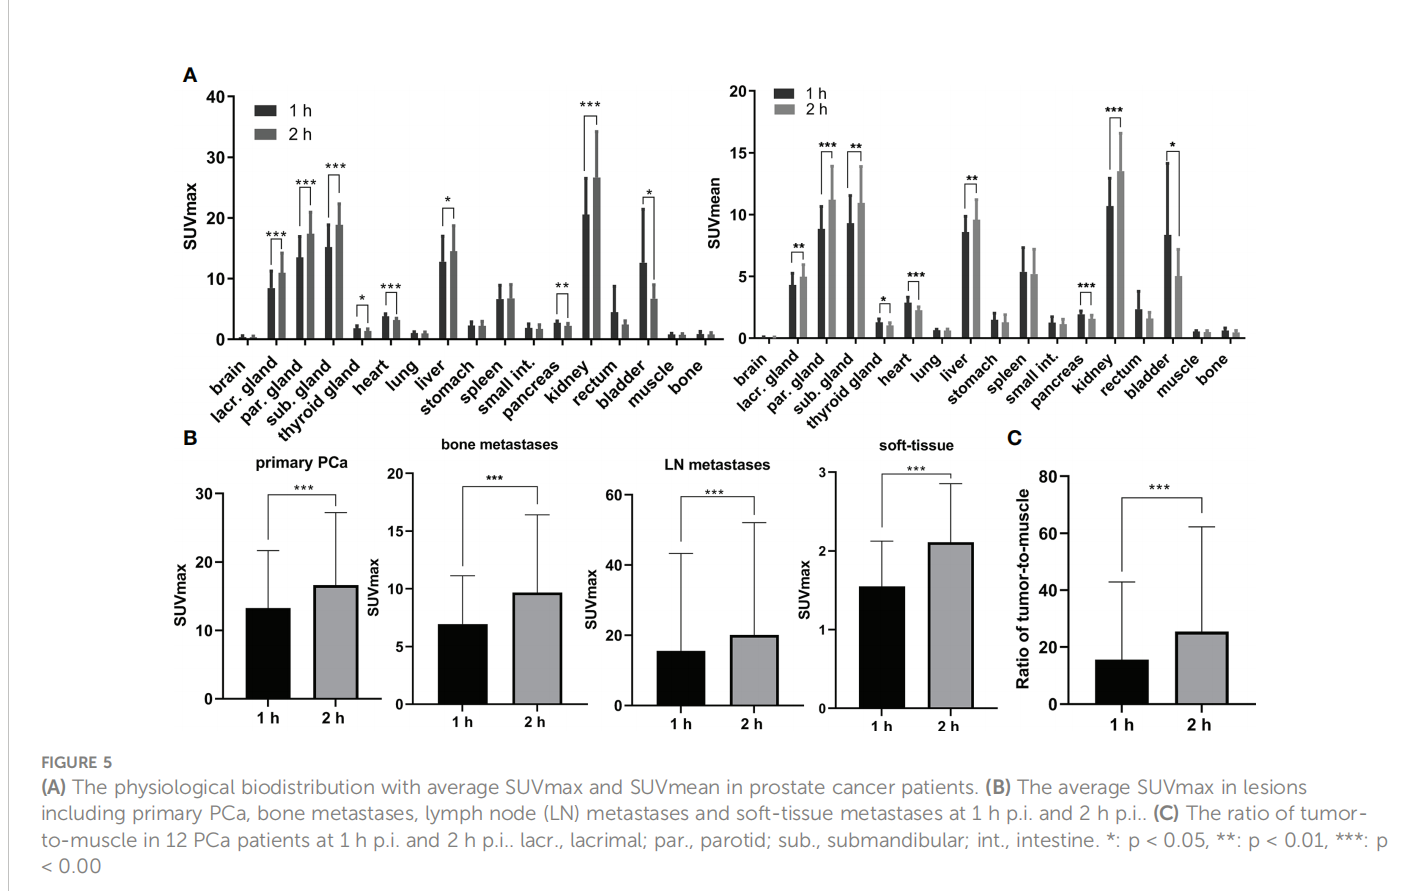 A
40
30
20
10
0
SUVmax
1 h
2 h
***
***
***
*
***
*
**
***
*
brain
lacr. gland
par. gland
sub. gland
thyroid gland
heart
lung
liver
stomach
spleen
small int.
pancreas
kidney
rectum
bladder
muscle
bone
20
15
10
5
0
SUVmean
1 h
2 h
**
***
**
*
***
**
***
***
*
brain
lacr. gland
par. gland
sub. gland
thyroid gland
heart
lung
liver
stomach
spleen
small int.
pancreas
kidney
rectum
bladder
muscle
bone
B
primary PCa
30
20
10
0
SUVmax
***
1 h
2 h
bone metastases
20
15
10
5
0
SUVmax
***
1 h
2 h
LN metastases
60
40
20
0
SUVmax
***
1 h
2 h
soft-tissue
3
2
1
0
SUVmax
***
1 h
2 h
C
80
60
40
20
0
Ratio of tumor-to-muscle
***
1 h
2 h
FIGURE 5
(A) The physiological biodistribution with average SUVmax and SUVmean in prostate cancer patients. (B) The average SUVmax in lesions
including primary PCa, bone metastases, lymph node (LN) metastases and soft-tissue metastases at 1 h p.i. and 2 h p.i.. (C) The ratio of tumor-
to-muscle in 12 PCa patients at 1 h p.i. and 2 h p.i.. lacr., lacrimal; par., parotid; sub., submandibular; int., intestine. *: p < 0.05, **: p < 0.01, ***: p
< 0.00